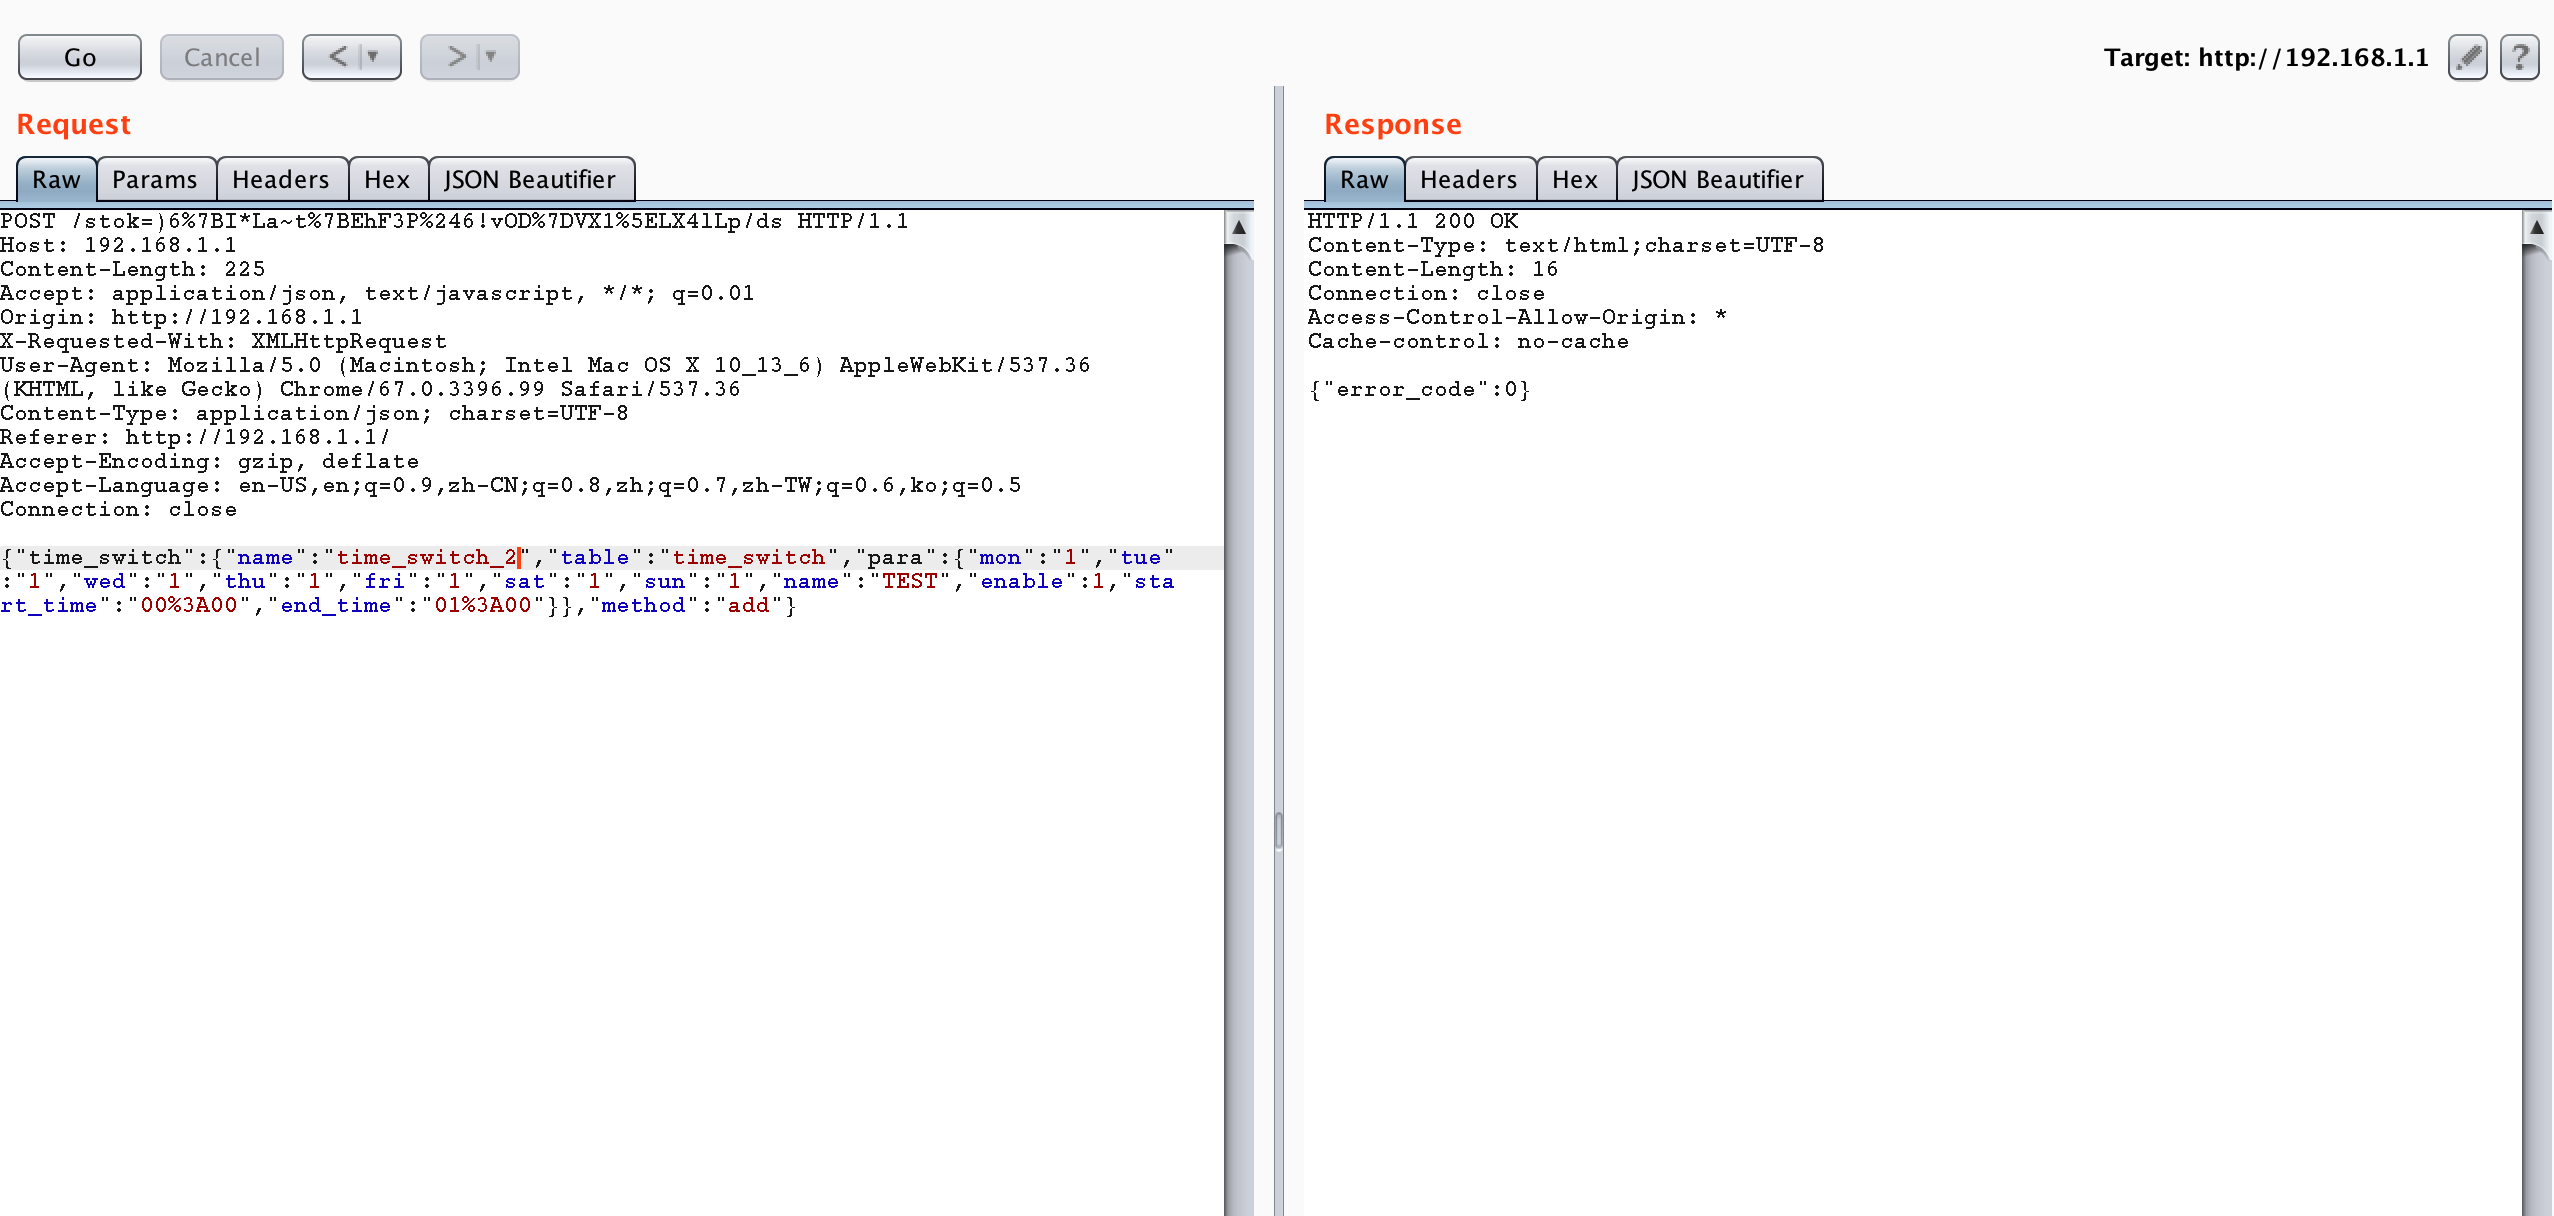 Go
Cancel
<
>
Target: http://192.168.1.1
?
Request
Raw
Params
Headers
Hex
JSON Beautifier
POST /stok=)6%7BI*La~t%7BEhF3P%246!vOD%7DVX1%5ELX4lLp/ds HTTP/1.1
Host: 192.168.1.1
Content-Length: 225
Accept: application/json, text/javascript, */*; q=0.01
Origin: http://192.168.1.1
X-Requested-With: XMLHttpRequest
User-Agent: Mozilla/5.0 (Macintosh; Intel Mac OS X 10_13_6) AppleWebKit/537.36
(KHTML, like Gecko) Chrome/67.0.3396.99 Safari/537.36
Content-Type: application/json; charset=UTF-8
Referer: http://192.168.1.1/
Accept-Encoding: gzip, deflate
Accept-Language: en-US,en;q=0.9,zh-CN;q=0.8,zh;q=0.7,zh-TW;q=0.6,ko;q=0.5
Connection: close
{"time_switch":{"name":"time_switch_2","table":"time_switch","para":{"mon":"1","tue"
:"1","wed":"1","thu":"1","fri":"1","sat":"1","sun":"1","name":"TEST","enable":1,"sta
rt_time":"00%3A00","end_time":"01%3A00"}},"method":"add"}
Response
Raw
Headers
Hex
JSON Beautifier
HTTP/1.1 200 OK
Content-Type: text/html;charset=UTF-8
Content-Length: 16
Connection: close
Access-Control-Allow-Origin: *
Cache-control: no-cache
{"error_code":0}